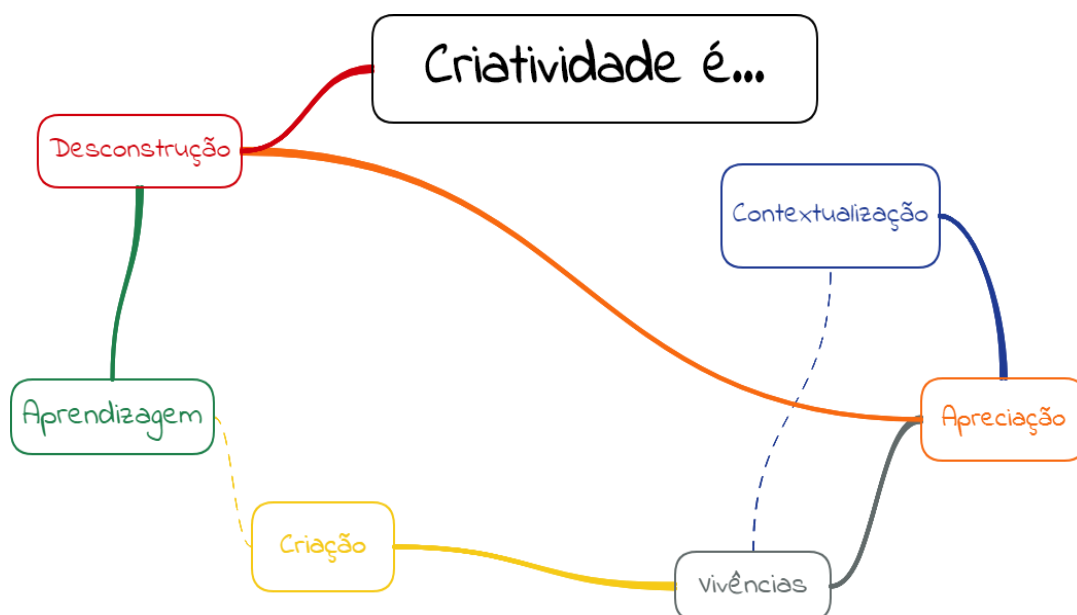 Criatividade é...
Desconstrução
Contextualização
Aprendizagem
Apreciação
Criação
Vivências